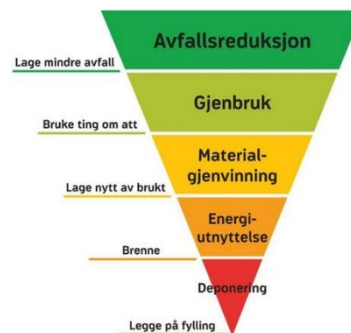 Avfallsreduksjon
Lage mindre avfall
Gjenbruk
Bruke ting om att
Material-
gjenvinning
Lage nytt av brukt
Energi-
utnyttelse
Brenne
Deponering
Legge på fylling